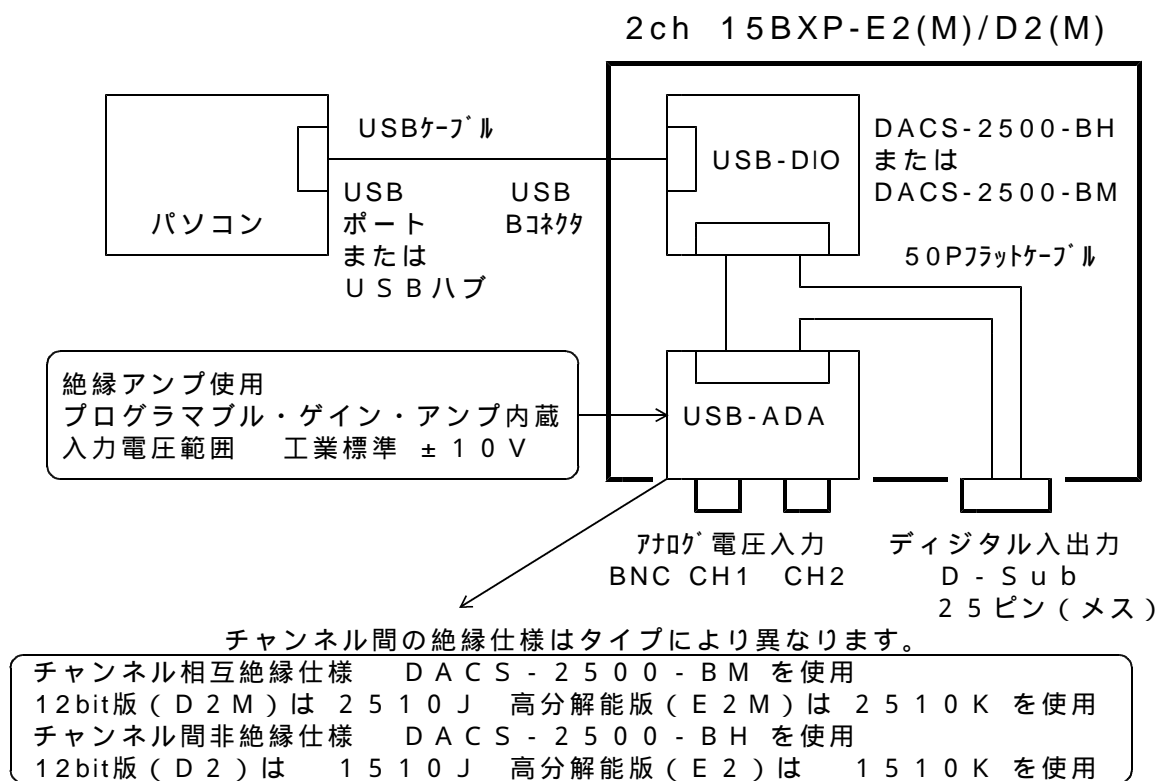 2ch 15BXP-E2(M)/D2(M)
USBｹｰﾌﾞﾙ
USB-DIO
DACS-2500-BH
または
DACS-2500-BM
パソコン
USB
ポート
または
ＵＳＢハブ
USB
Bｺﾈｸﾀ
50Pﾌﾗｯﾄｹｰﾌﾞﾙ
絶縁アンプ使用
プログラマブル・ゲイン・アンプ内蔵
入力電圧範囲　工業標準 ±１０Ｖ
USB-ADA
ｱﾅﾛｸﾞ電圧入力
BNC CH1 CH2
ディジタル入出力
Ｄ-Ｓｕｂ
２５ピン（メス）
チャンネル間の絶縁仕様はタイプにより異なります。
チャンネル相互絶縁仕様　ＤＡＣＳ-２５００-ＢＭ を使用
12bit版（Ｄ２Ｍ）は ２５１０Ｊ　高分解能版（Ｅ２Ｍ）は ２５１０Ｋ を使用
チャンネル間非絶縁仕様　ＤＡＣＳ-２５００-ＢＨ を使用
12bit版（Ｄ２）は　１５１０Ｊ　高分解能版（Ｅ２）は　１５１０Ｋ を使用